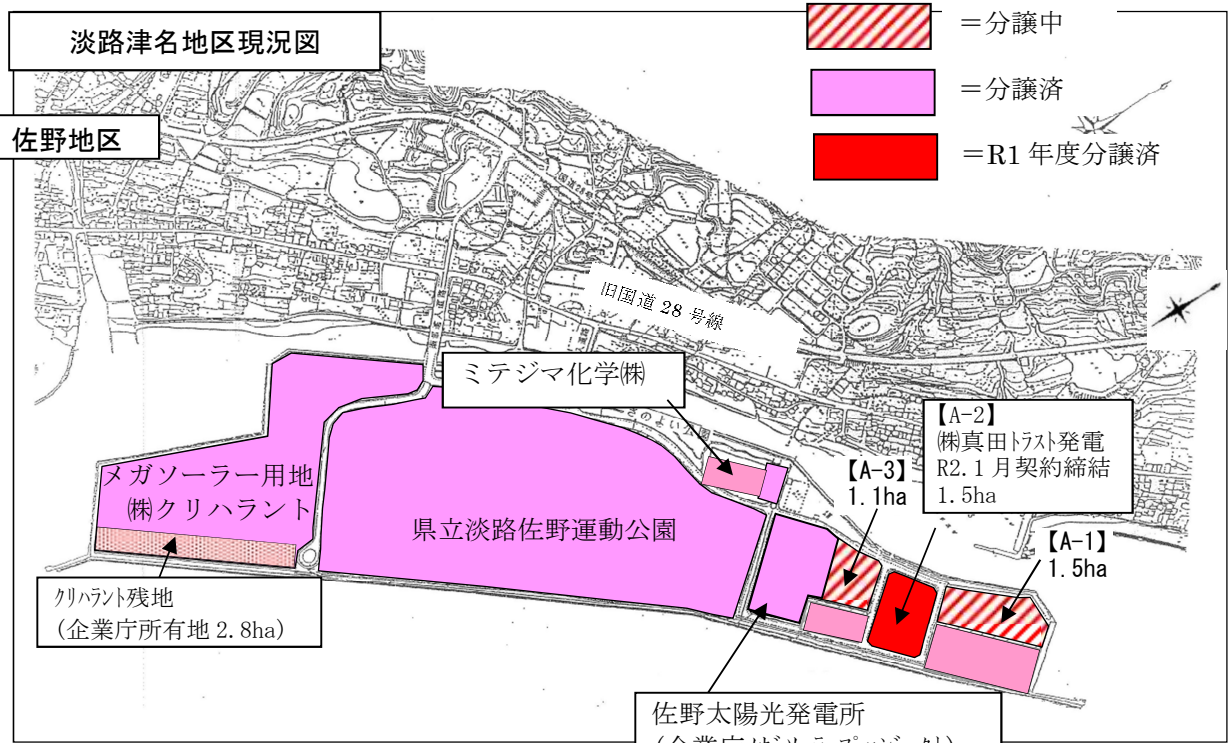 淡路津名地区現況図
佐野地区
=分譲中
=分譲済
=R1 年度分譲済
旧国道 28 号線
ミテジマ化学㈱
【A-2】
㈱真田ﾄﾗｽﾄ発電
R2.1 月契約締結
1.5ha
【A-3】
1.1ha
【A-1】
1.5ha
メガソーラー用地
㈱クリハラント
県立淡路佐野運動公園
ｸﾘﾊﾗﾝﾄ残地
(企業庁所有地 2.8ha)
佐野太陽光発電所